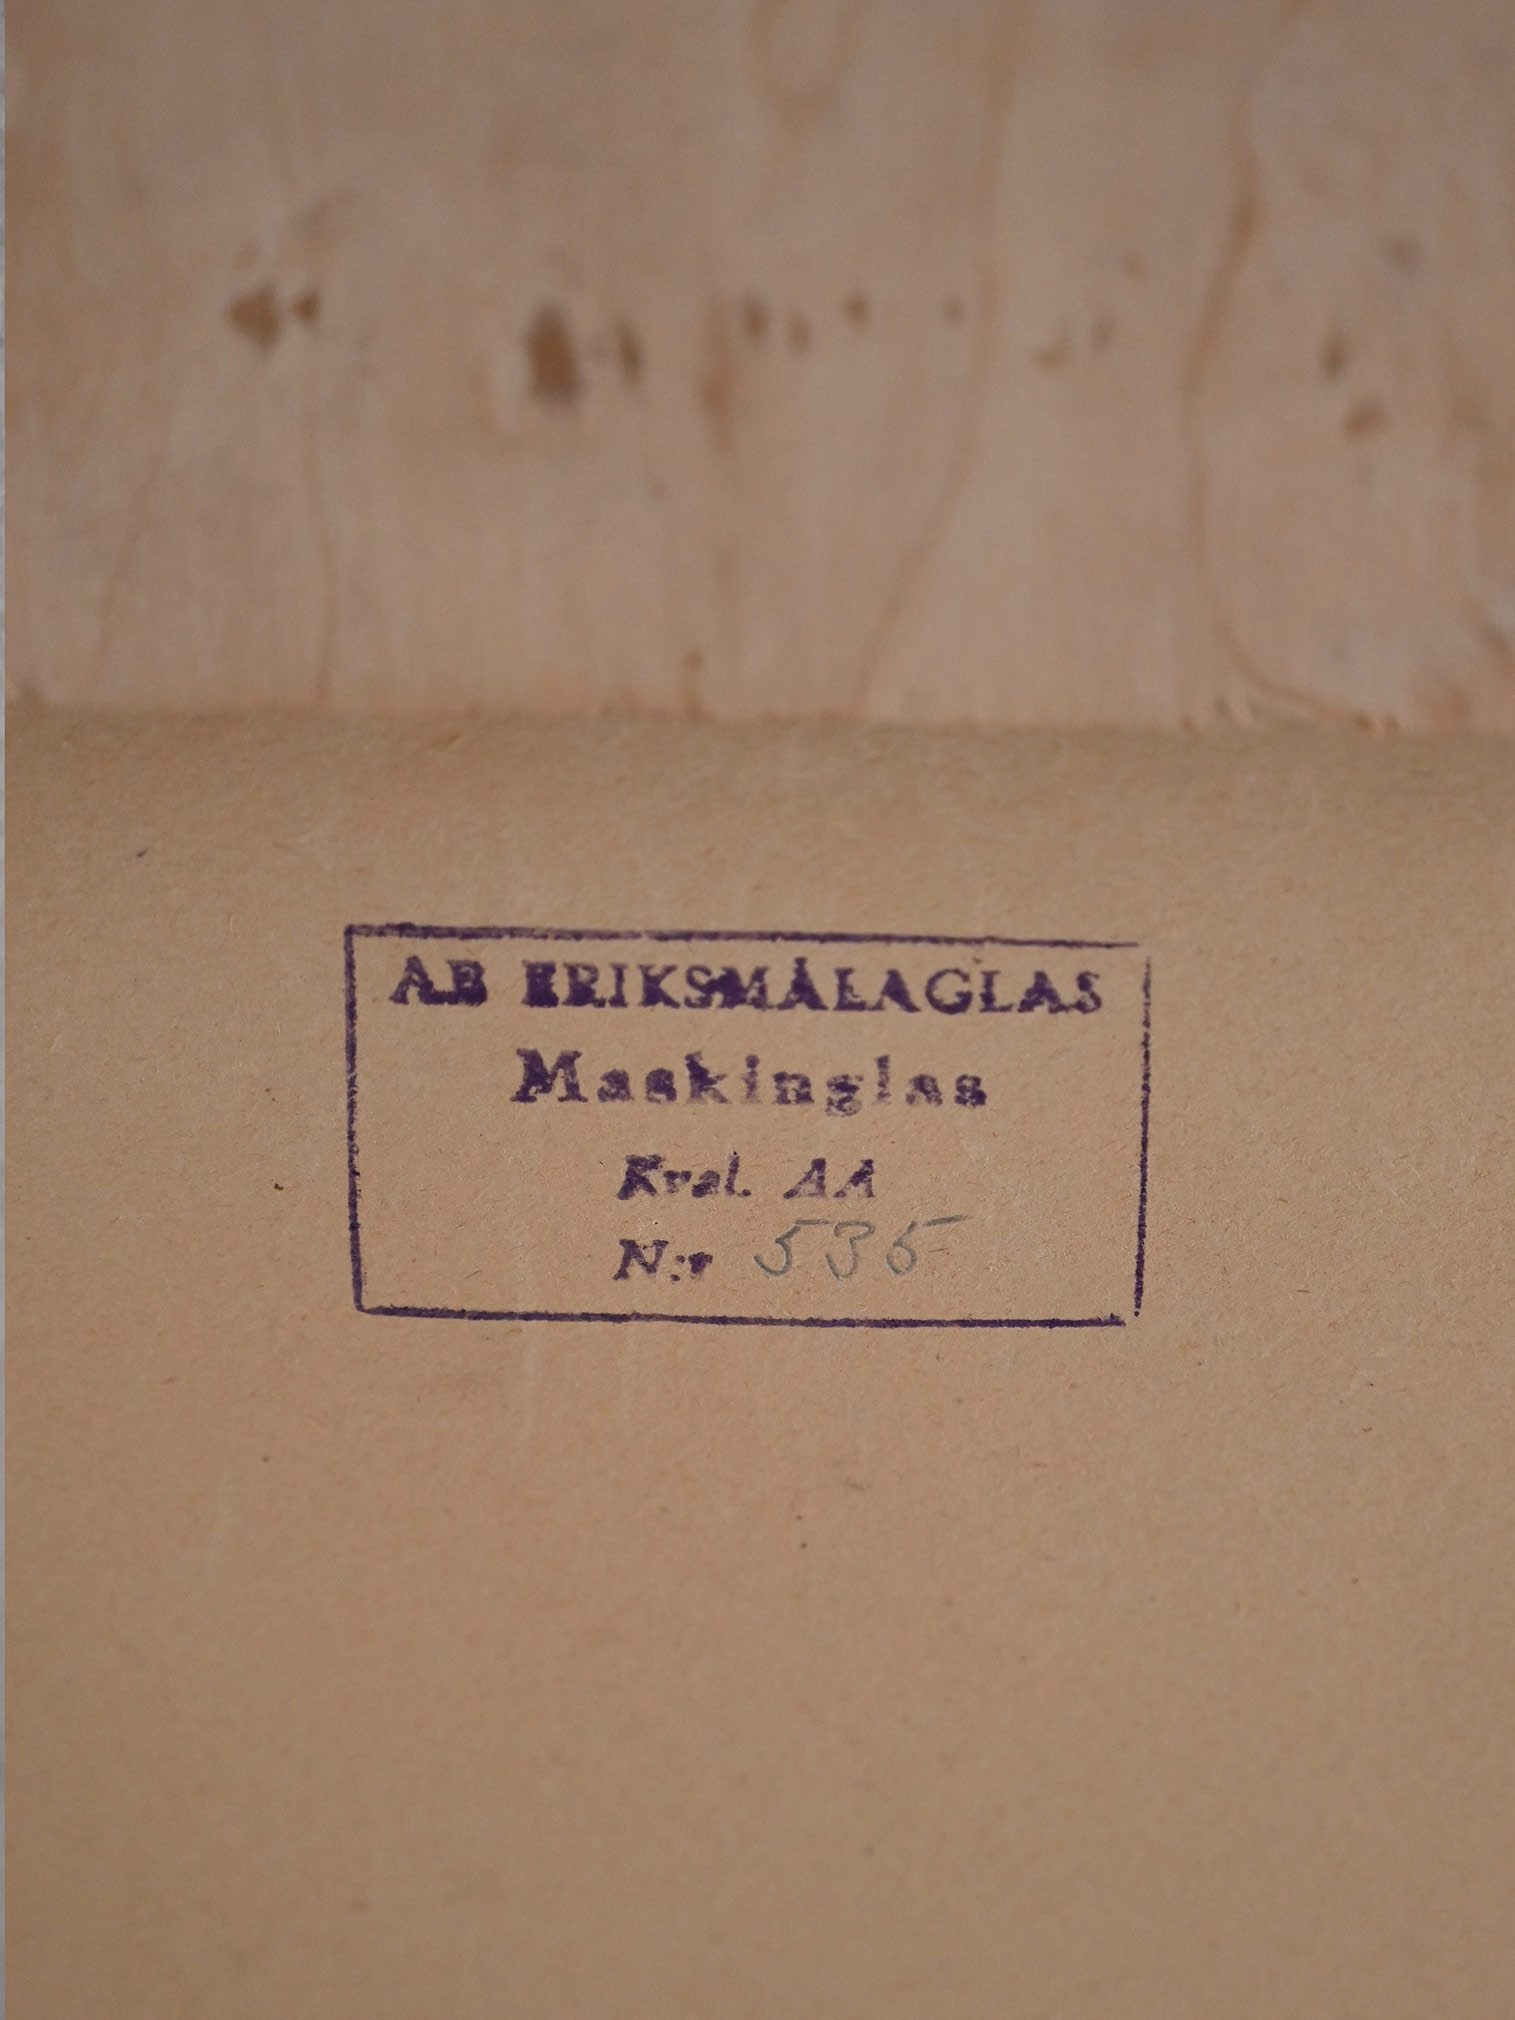 AB ERIKSMÅLAGLAS
Maskinglas
Kval. AA
N:r 535